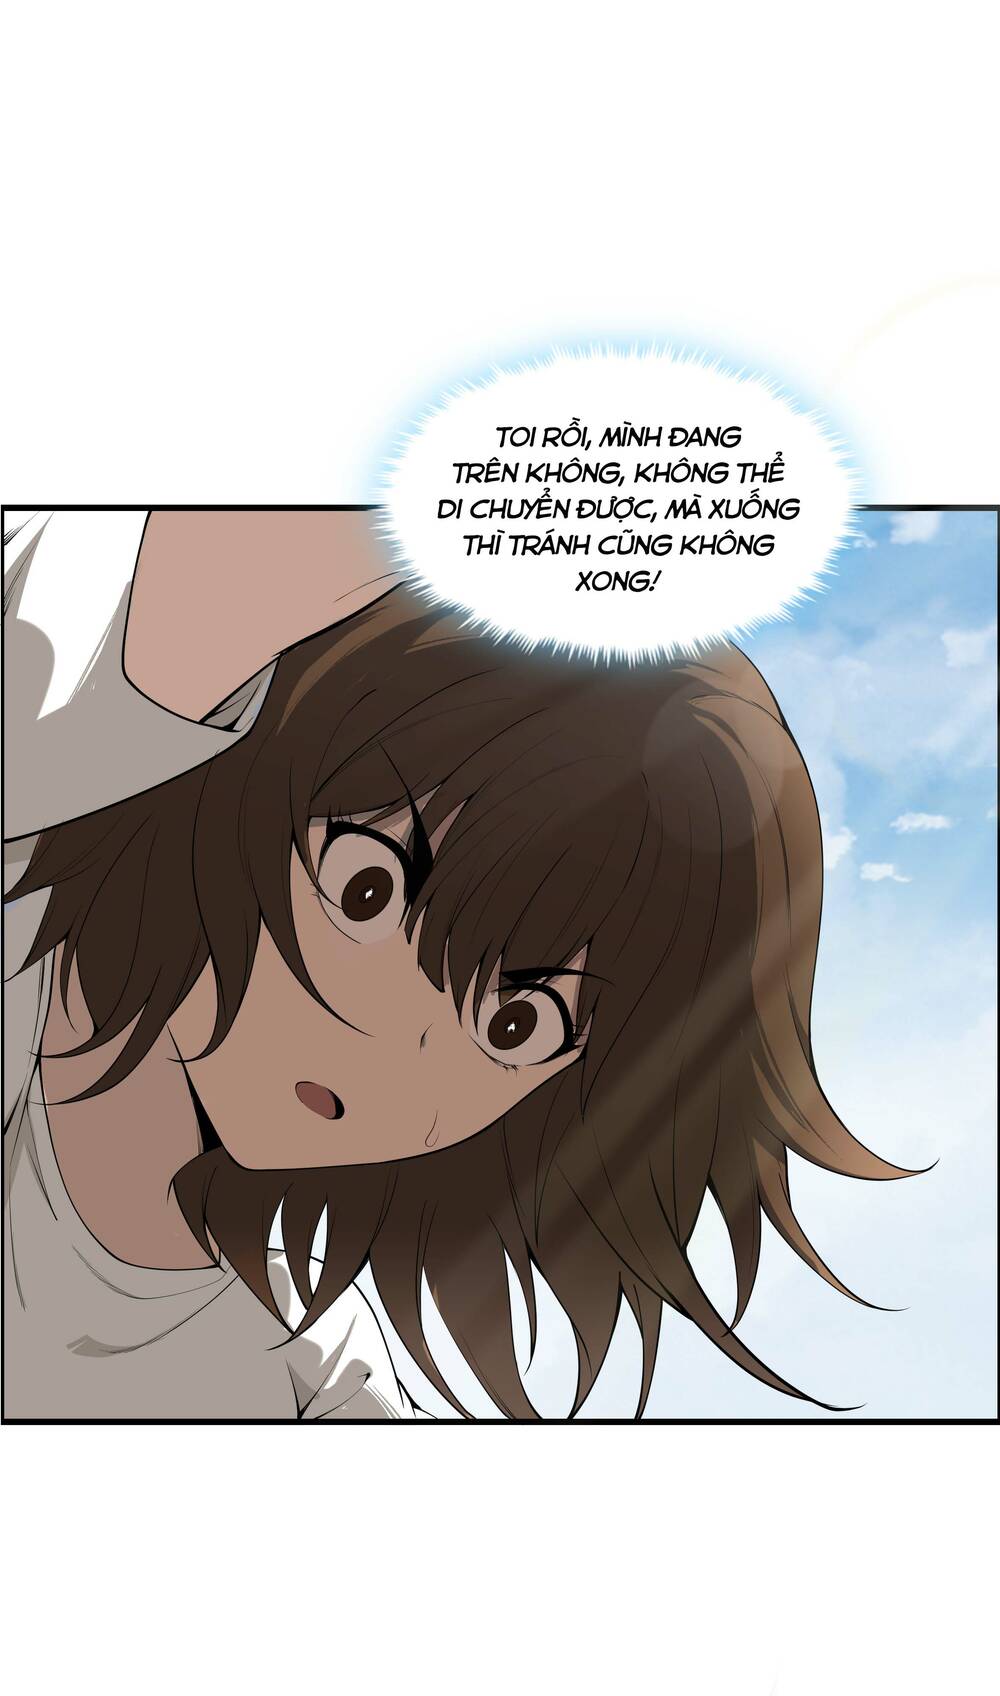 TOI RỒI, MÌNH ĐANG
TRÊN KHÔNG, KHÔNG THỂ
DI CHUYỂN ĐƯỢC, MÀ XUỐNG
THÌ TRÁNH CŨNG KHÔNG
XONG!